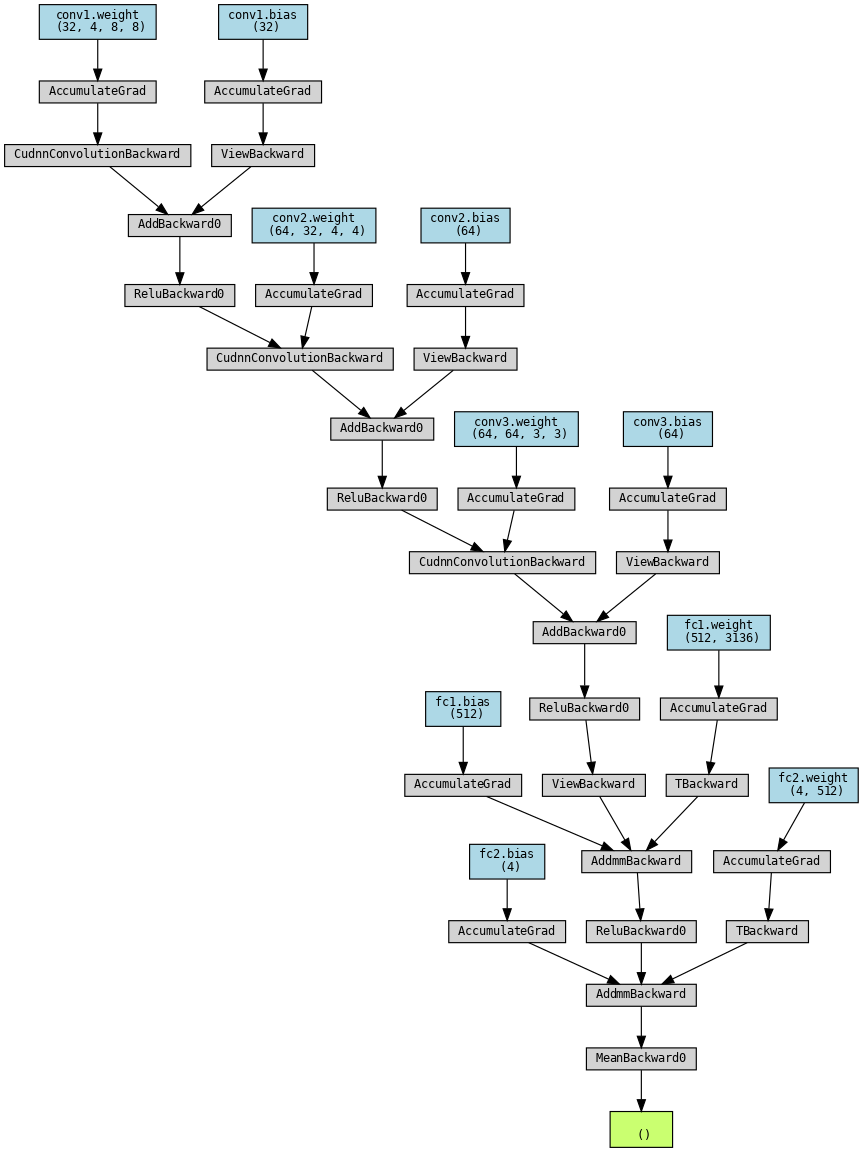 conv1.weight
(32, 4, 8, 8)
conv1.bias
(32)
AccumulateGrad
AccumulateGrad
CudnnConvolutionBackward
ViewBackward
AddBackward0
conv2.weight
(64, 32, 4, 4)
conv2.bias
(64)
ReluBackward0
AccumulateGrad
AccumulateGrad
CudnnConvolutionBackward
ViewBackward
AddBackward0
conv3.weight
(64, 64, 3, 3)
conv3.bias
(64)
ReluBackward0
AccumulateGrad
AccumulateGrad
CudnnConvolutionBackward
ViewBackward
AddBackward0
fc1.weight
(512, 3136)
fc1.bias
(512)
ReluBackward0
AccumulateGrad
AccumulateGrad
ViewBackward
TBackward
fc2.weight
(4, 512)
fc2.bias
(4)
AddmmBackward
AccumulateGrad
AccumulateGrad
ReluBackward0
TBackward
AddmmBackward
MeanBackward0
()